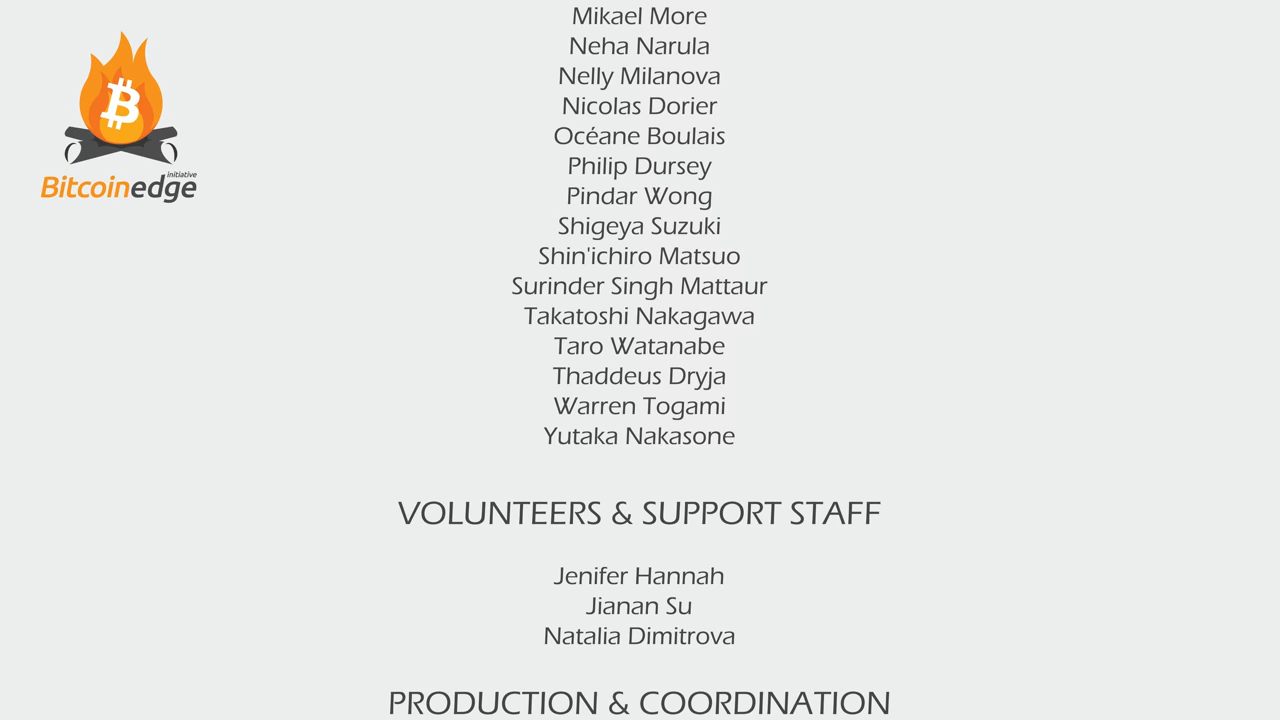 Mikael More
Neha Narula
Nelly Milanova
Nicolas Dorier
Océane Boulais
Philip Dursey
Pindar Wong
Shigeya Suzuki
Shin'ichiro Matsuo
Surinder Singh Mattaur
Takatoshi Nakagawa
Taro Watanabe
Thaddeus Dryja
Warren Togami
Yutaka Nakasone
initiative
Bitcoinedge
VOLUNTEERS & SUPPORT STAFF
Jenifer Hannah
Jianan Su
Natalia Dimitrova
PRODUCTION & COORDINATION